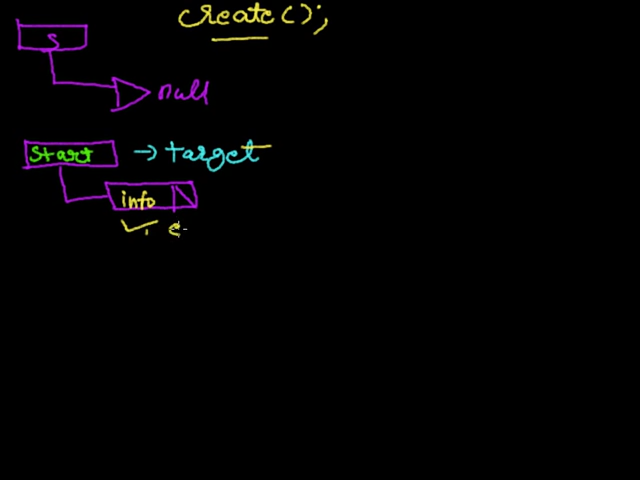 create();
S
null
Start → target
info